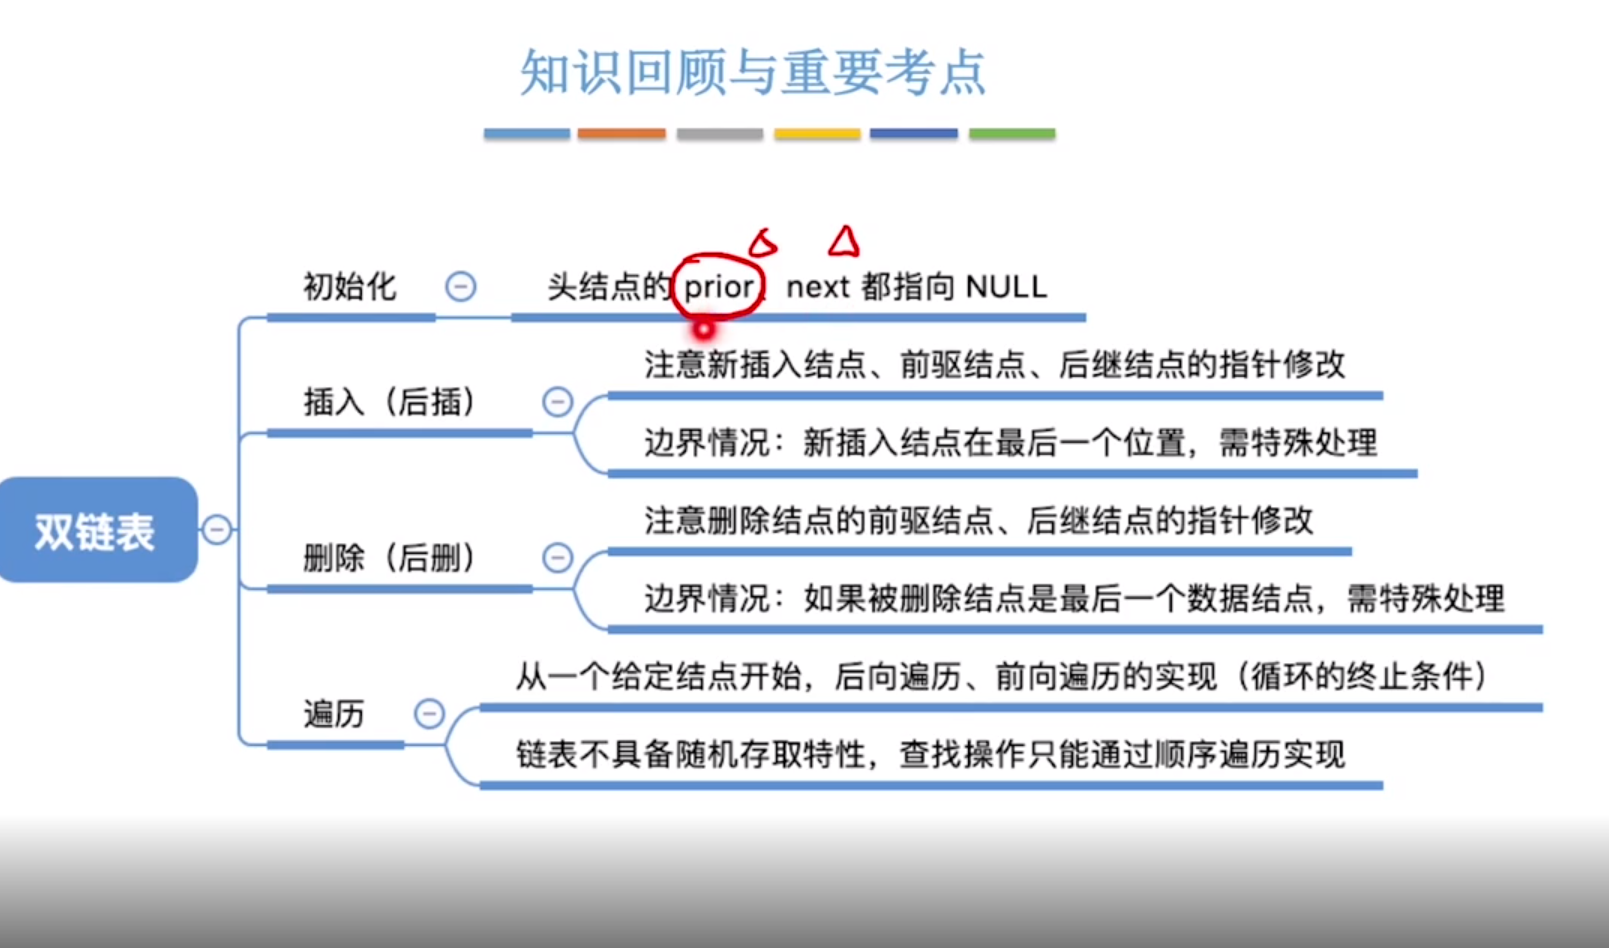 知识回顾与重要考点
初始化
头结点的 prior、next 都指向 NULL
插入（后插）
注意新插入结点、前驱结点、后继结点的指针修改
边界情况：新插入结点在最后一个位置，需特殊处理
双链表
删除（后删）
注意删除结点的前驱结点、后继结点的指针修改
边界情况：如果被删除结点是最后一个数据结点，需特殊处理
遍历
从一个给定结点开始，后向遍历、前向遍历的实现（循环的终止条件）
链表不具备随机存取特性，查找操作只能通过顺序遍历实现